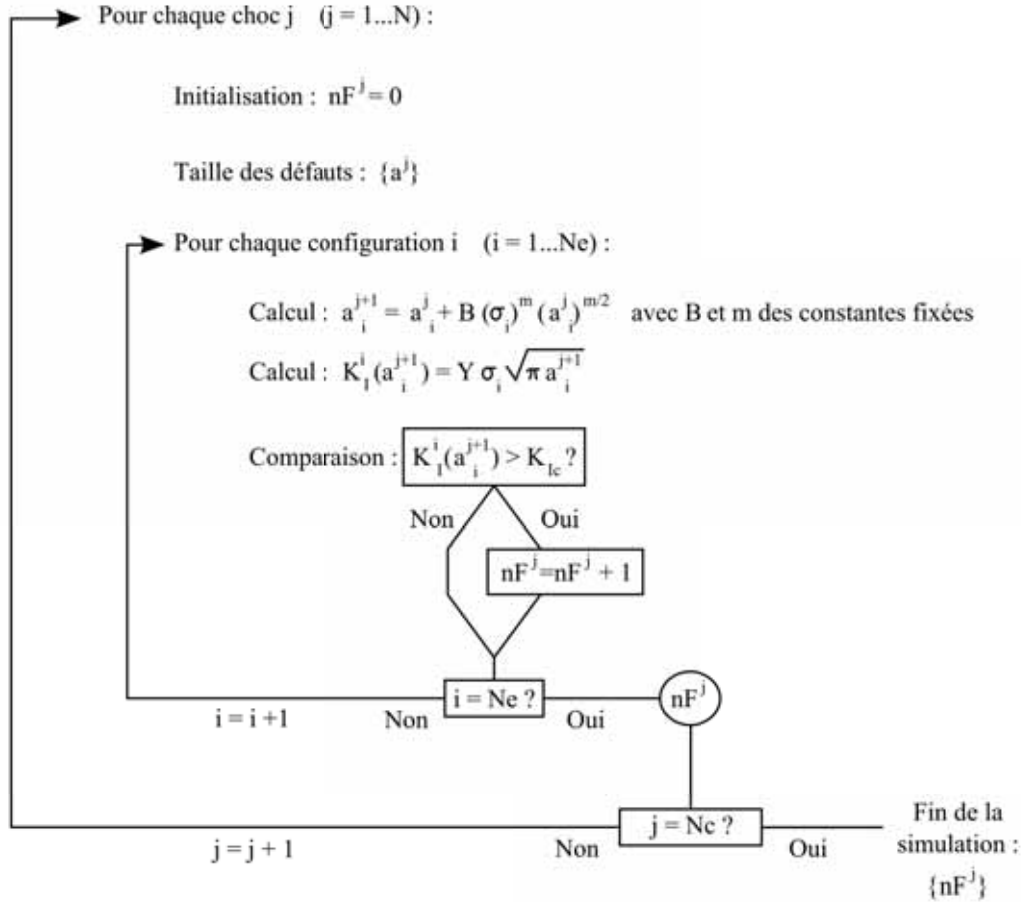 Pour chaque choc j (j = 1...N) :
Initialisation : nF^j = 0
Taille des défauts : {a^j}
Pour chaque configuration i (i = 1...Ne) :
Calcul : a_i^{j+1} = a_i^j + B (σ_i)^m (a_i^j)^{m/2} avec B et m des constantes fixées
Calcul : K_I^i(a_i^{j+1}) = Y σ_i √(π a_i^{j+1})
Comparaison : K_I^i(a_i^{j+1}) > K_{Ic} ?
Non Oui
nF^j=nF^j + 1
i = Ne ? nF^j
i = i +1 Non Oui
j = Nc ?
j = j + 1 Non Oui
Fin de la
simulation :
{nF^j}